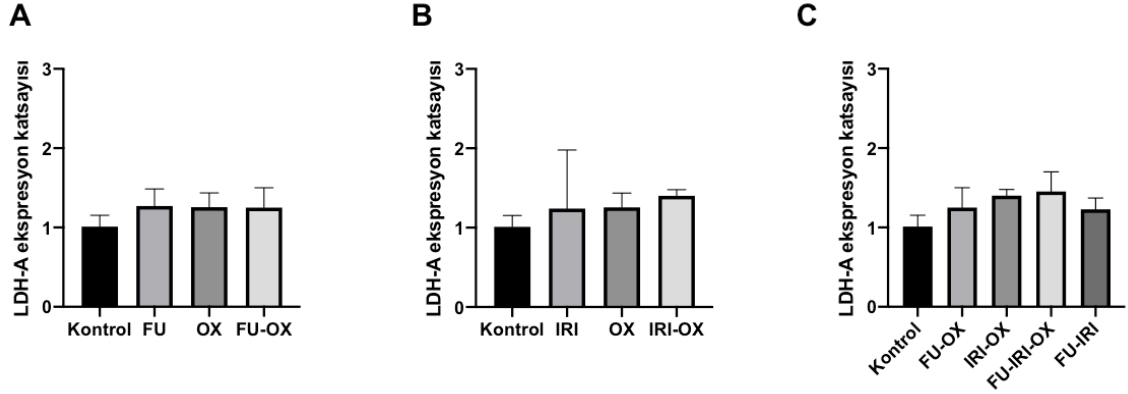 A
LDH-A ekspresyon katsayısı
3
2
1
0
Kontrol FU OX FU-OX
B
LDH-A ekspresyon katsayısı
3
2
1
0
Kontrol IRI OX IRI-OX
C
LDH-A ekspresyon katsayısı
3
2
1
0
Kontrol
FU-OX
IRI-OX
FU-IRI-OX
FU-IRI